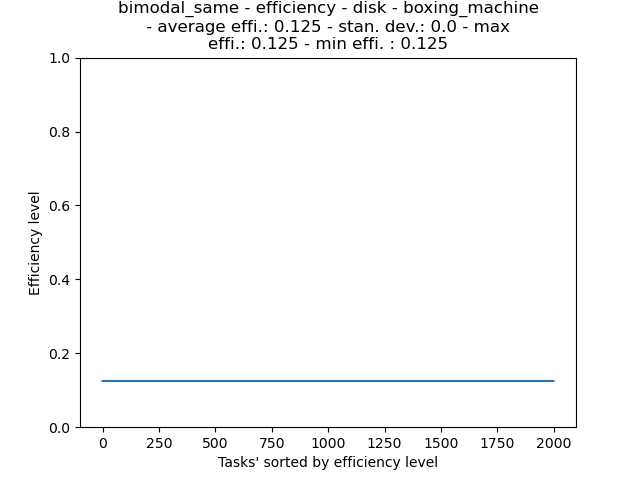 bimodal_same - efficiency - disk - boxing_machine
- average effi.: 0.125 - stan. dev.: 0.0 - max
effi.: 0.125 - min effi. : 0.125
1.0
0.8
0.6
0.4
0.2
0.0
Efficiency level
0 250 500 750 1000 1250 1500 1750 2000
Tasks' sorted by efficiency level